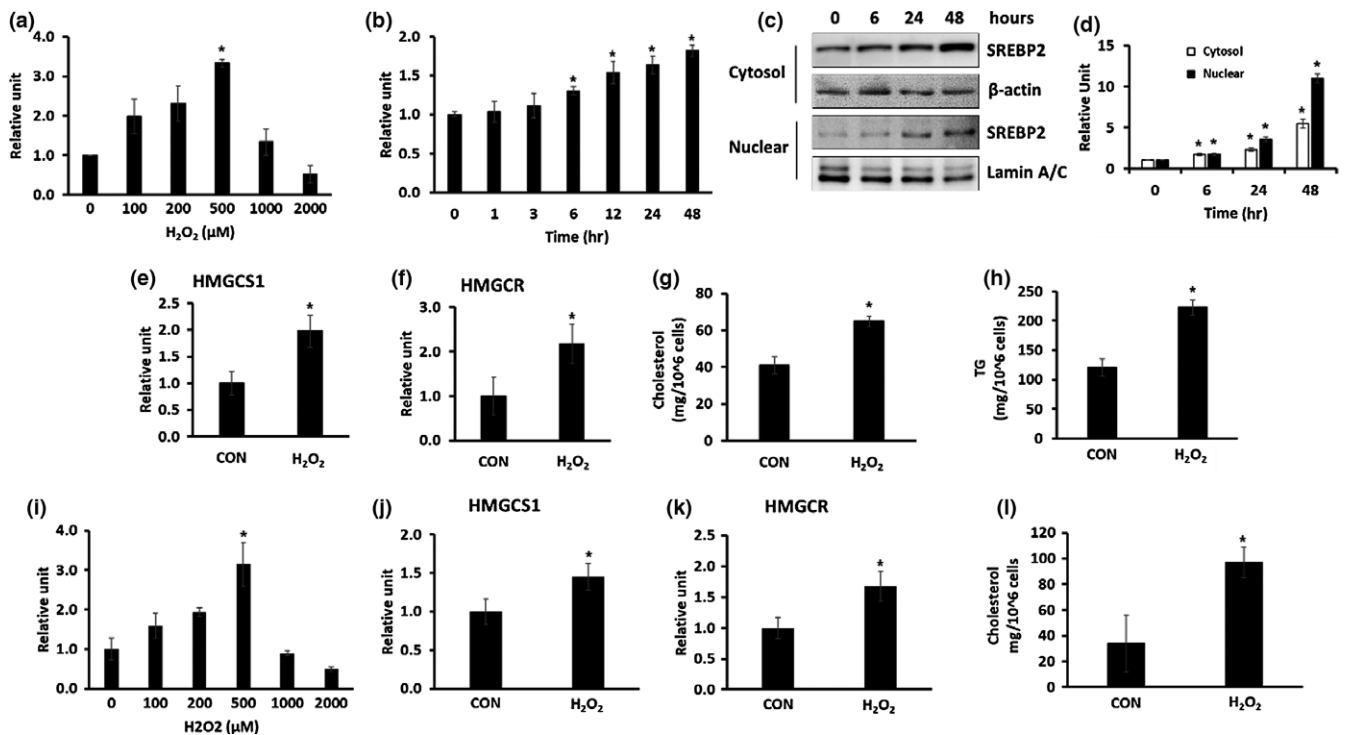 (a)
Relative unit
4.0
3.0
2.0
1.0
0.0
*
0 100 200 500 1000 2000
H₂O₂ (μM)
(b)
Relative unit
2.0
1.5
1.0
0.5
0.0
* * * *
0 1 3 6 12 24 48
Time (hr)
(c)
0 6 24 48 hours
Cytosol
SREBP2
β-actin
Nuclear
SREBP2
Lamin A/C
(d)
Relative Unit
15
10
5
0
Cytosol
Nuclear
* * * * * *
0 6 24 48
Time (hr)
(e) HMGCS1
Relative unit
2.5
2.0
1.5
1.0
0.5
0.0
*
CON H₂O₂
(f) HMGCR
Relative unit
3.0
2.0
1.0
0.0
*
CON H₂O₂
(g)
Cholesterol
(mg/10^6 cells)
80
60
40
20
0
*
CON H₂O₂
(h)
TG
(mg/10^6 cells)
250
200
150
100
50
0
*
CON H₂O₂
(i)
Relative unit
4.0
3.0
2.0
1.0
0.0
*
0 100 200 500 1000 2000
H2O2 (μM)
(j) HMGCS1
Relative unit
2.0
1.5
1.0
0.5
0.0
*
CON H₂O₂
(k) HMGCR
Relative unit
2.5
2.0
1.5
1.0
0.5
0.0
*
CON H₂O₂
(l)
Cholesterol
mg/10^6 cells
120
100
80
60
40
20
0
*
CON H₂O₂